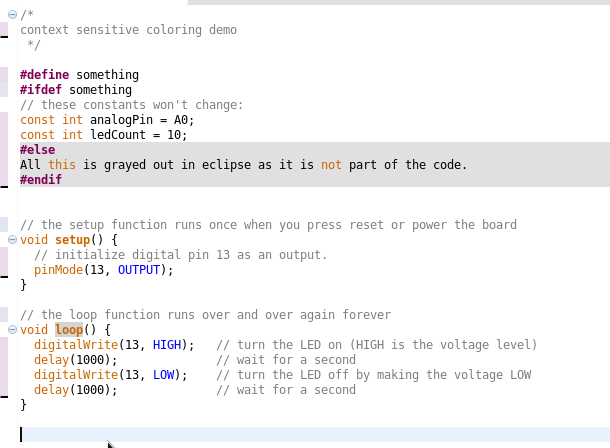 /*
context sensitive coloring demo
 */
#define something
#ifdef something
// these constants won't change:
const int analogPin = A0;
const int ledCount = 10;
#else
All this is grayed out in eclipse as it is not part of the code.
#endif
// the setup function runs once when you press reset or power the board
void setup() {
  // initialize digital pin 13 as an output.
  pinMode(13, OUTPUT);
}
// the loop function runs over and over again forever
void loop() {
  digitalWrite(13, HIGH);   // turn the LED on (HIGH is the voltage level)
  delay(1000);              // wait for a second
  digitalWrite(13, LOW);    // turn the LED off by making the voltage LOW
  delay(1000);              // wait for a second
}